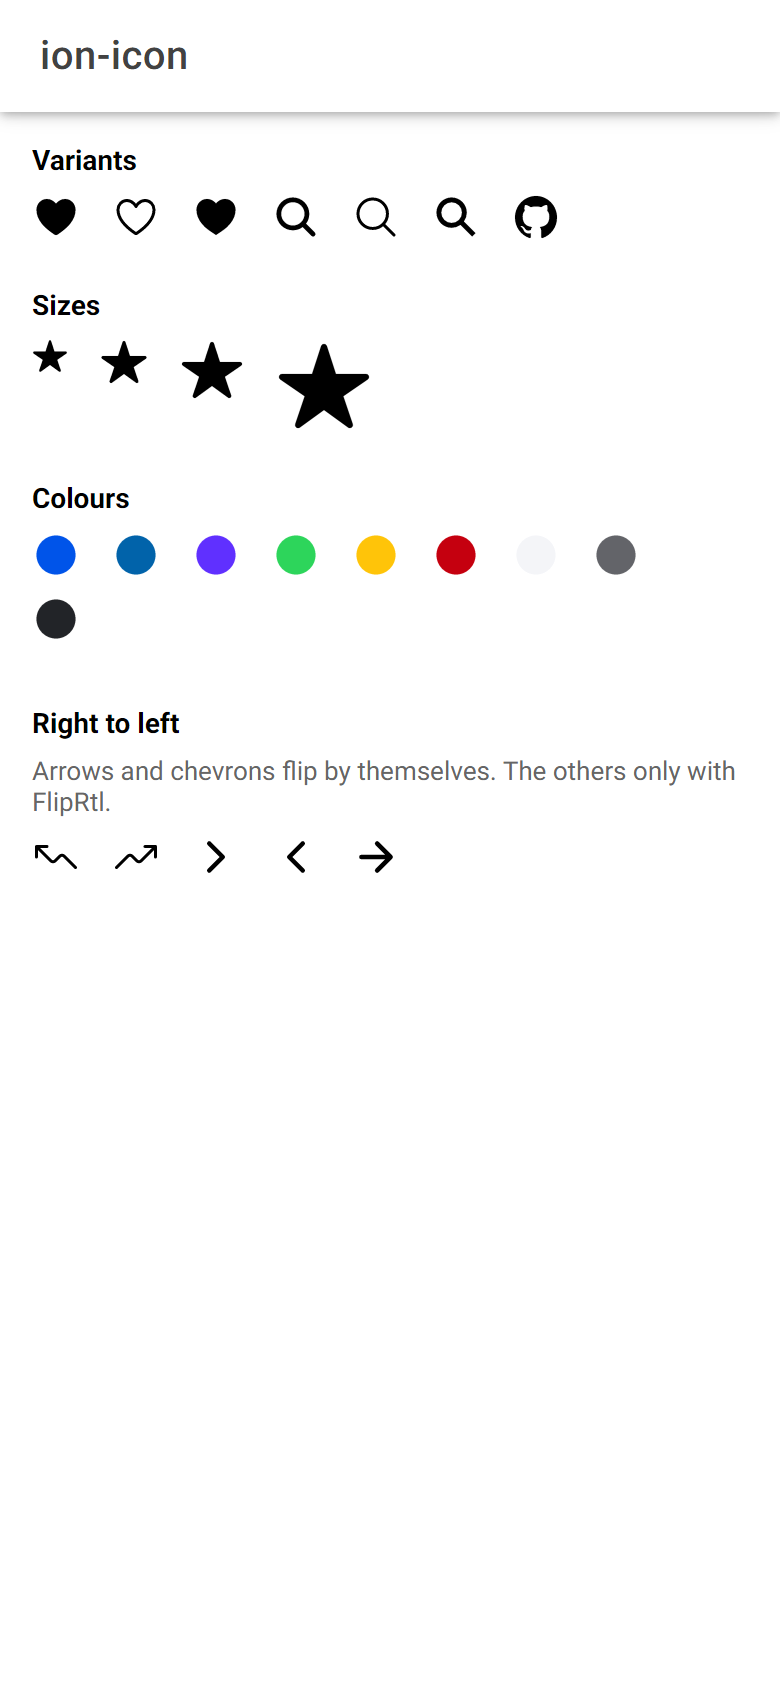 ion-icon
Variants
Sizes
Colours
Right to left
Arrows and chevrons flip by themselves. The others only with
FlipRtl.